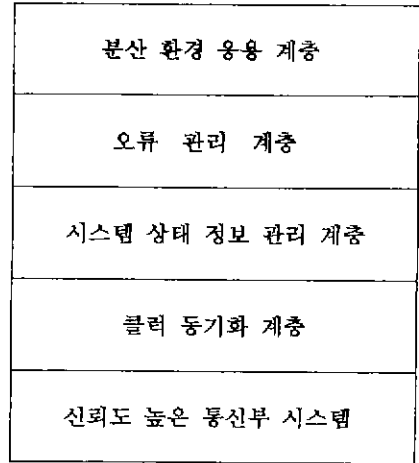 분산 환경 응용 계층
오류 관리 계층
시스템 상태 정보 관리 계층
클럭 동기화 계층
신뢰도 높은 통신부 시스템